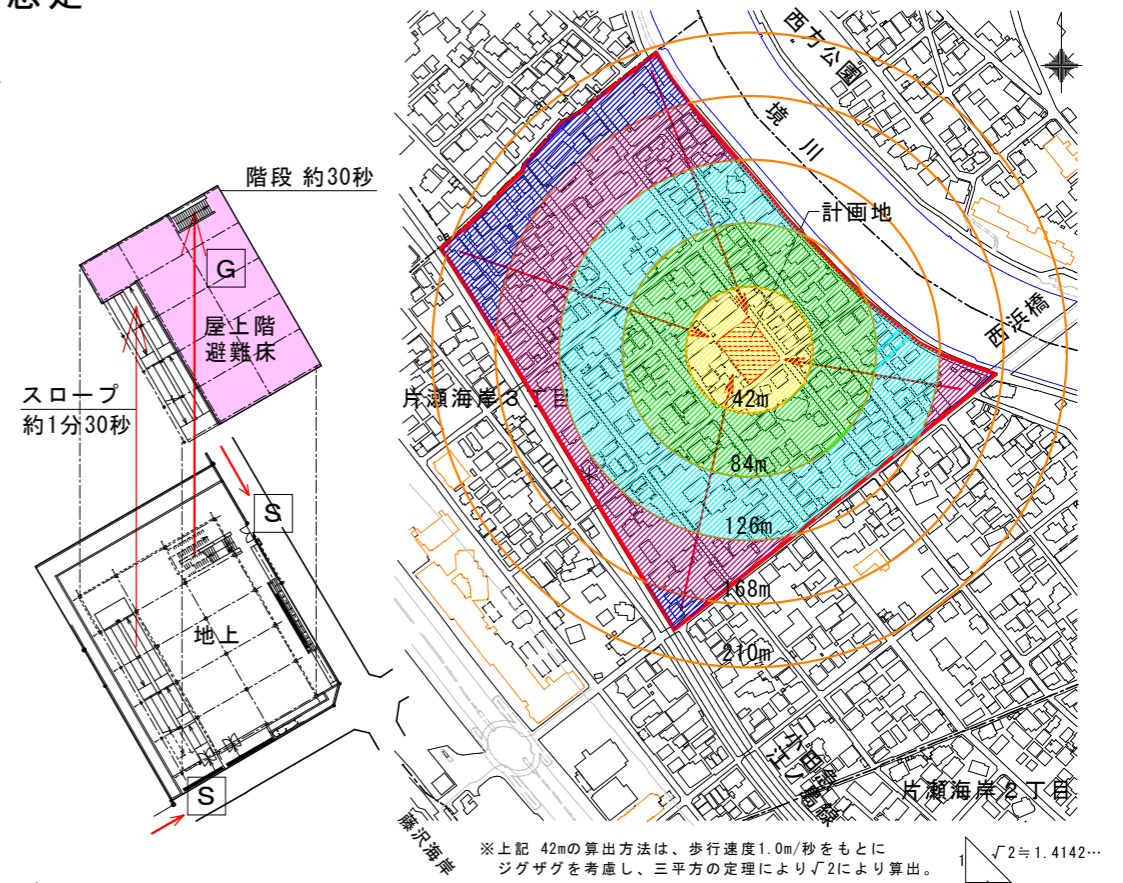 想定
階段 約30秒
G
屋上階
避難床
スロープ
約1分30秒
S
地上
S
西方公園
境川
計画地
西浜橋
片瀬海岸3丁目
42m
84m
126m
168m
210m
小田急
江ノ島線
片瀬海岸2丁目
藤沢海岸
※上記 42mの算出方法は、歩行速度1.0m/秒をもとに
ジグザグを考慮し、三平方の定理により√2により算出。
1
√2≒1.4142…